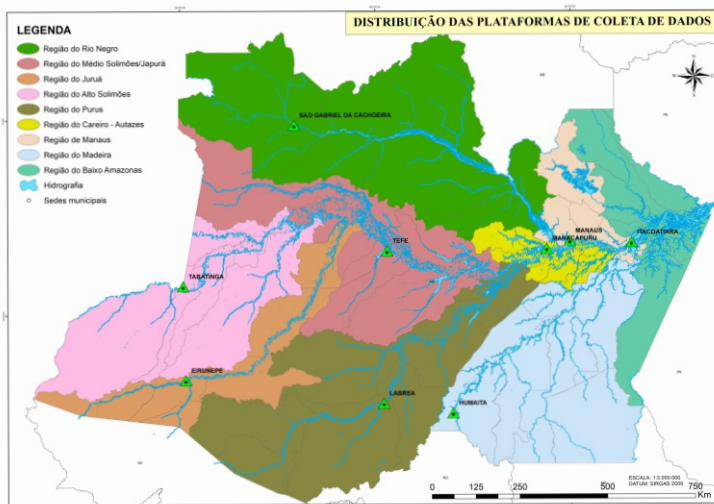 DISTRIBUIÇÃO DAS PLATAFORMAS DE COLETA DE DADOS
LEGENDA
Região do Rio Negro
Região do Médio Solimões/Japurá
Região do Juruá
Região do Alto Solimões
Região do Purus
Região do Careiro - Autazes
Região de Manaus
Região do Madeira
Região do Baixo Amazonas
Hidrografia
Sedes municipais
SAO GABRIEL DA CACHOEIRA
MANAUS
ITACOATIARA
MANACAPURU
TEFE
TABATINGA
EIRUNEPE
LABREA
HUMAITA
ESCALA: 1:3.000.000
DATUM: SIRGAS 2000
0 125 250 500 750
Km